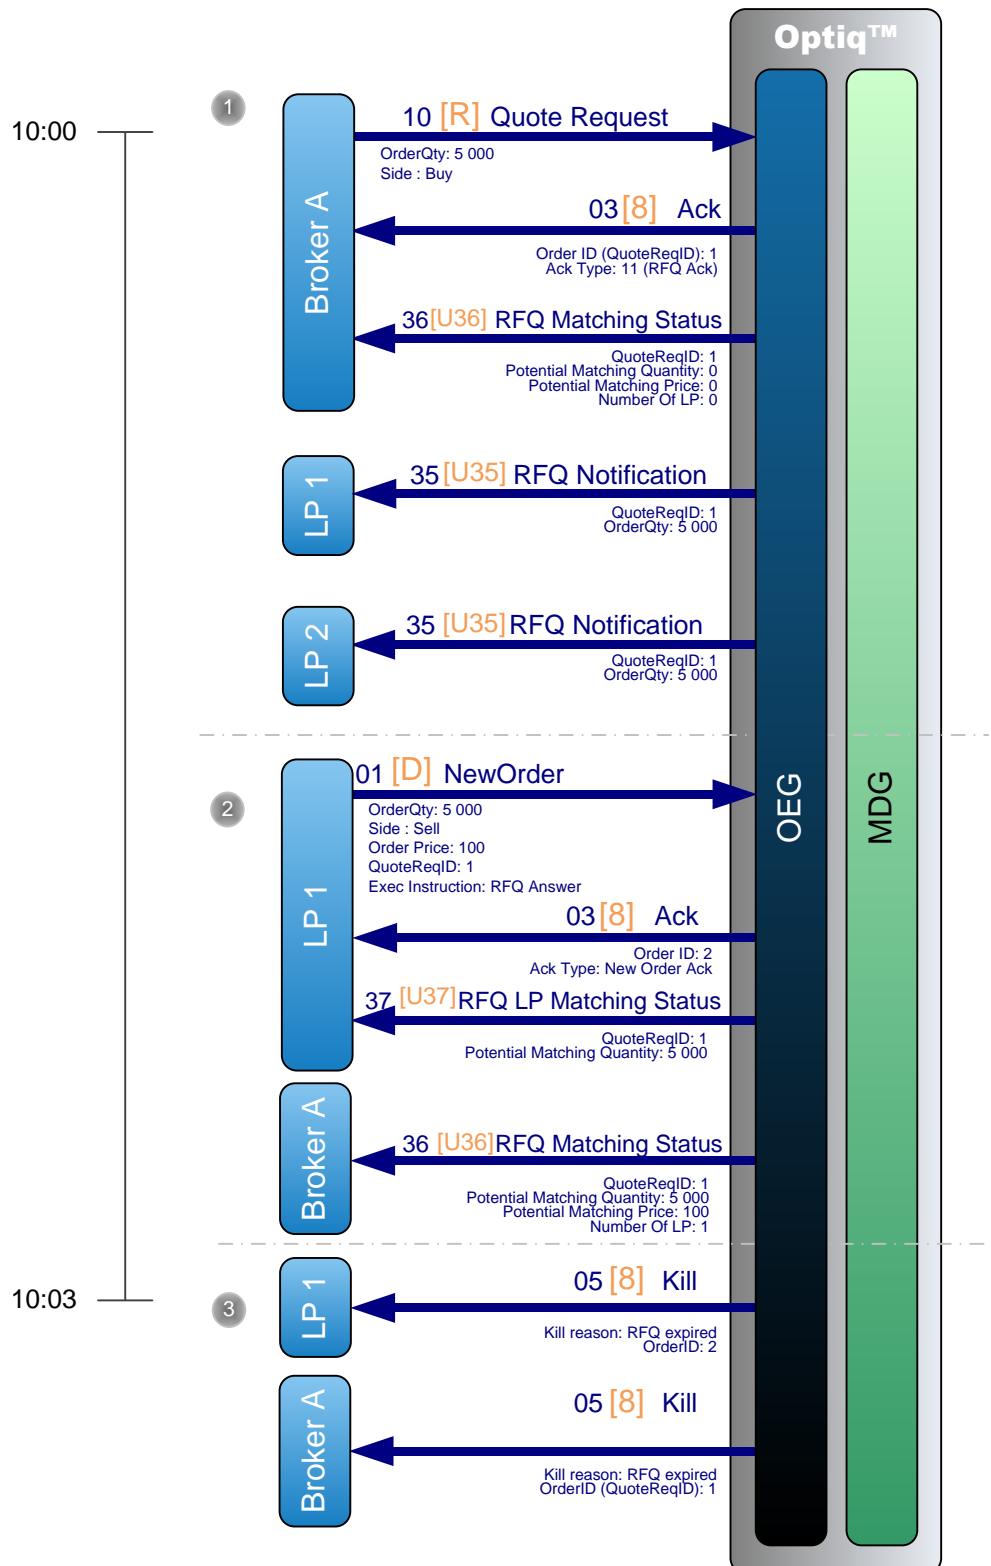 Optiq™
1
10:00
10 [R] Quote Request
OrderQty: 5 000
Side : Buy
Broker A
03 [8] Ack
Order ID (QuoteReqID): 1
Ack Type: 11 (RFQ Ack)
36 [U36] RFQ Matching Status
QuoteReqID: 1
Potential Matching Quantity: 0
Potential Matching Price: 0
Number Of LP: 0
LP 1
35 [U35] RFQ Notification
QuoteReqID: 1
OrderQty: 5 000
LP 2
35 [U35] RFQ Notification
QuoteReqID: 1
OrderQty: 5 000
OEG
MDG
2
01 [D] NewOrder
OrderQty: 5 000
Side : Sell
Order Price: 100
QuoteReqID: 1
Exec Instruction: RFQ Answer
LP 1
03 [8] Ack
Order ID: 2
Ack Type: New Order Ack
37 [U37] RFQ LP Matching Status
QuoteReqID: 1
Potential Matching Quantity: 5 000
Broker A
36 [U36] RFQ Matching Status
QuoteReqID: 1
Potential Matching Quantity: 5 000
Potential Matching Price: 100
Number Of LP: 1
10:03
3
LP 1
05 [8] Kill
Kill reason: RFQ expired
OrderID: 2
Broker A
05 [8] Kill
Kill reason: RFQ expired
OrderID (QuoteReqID): 1